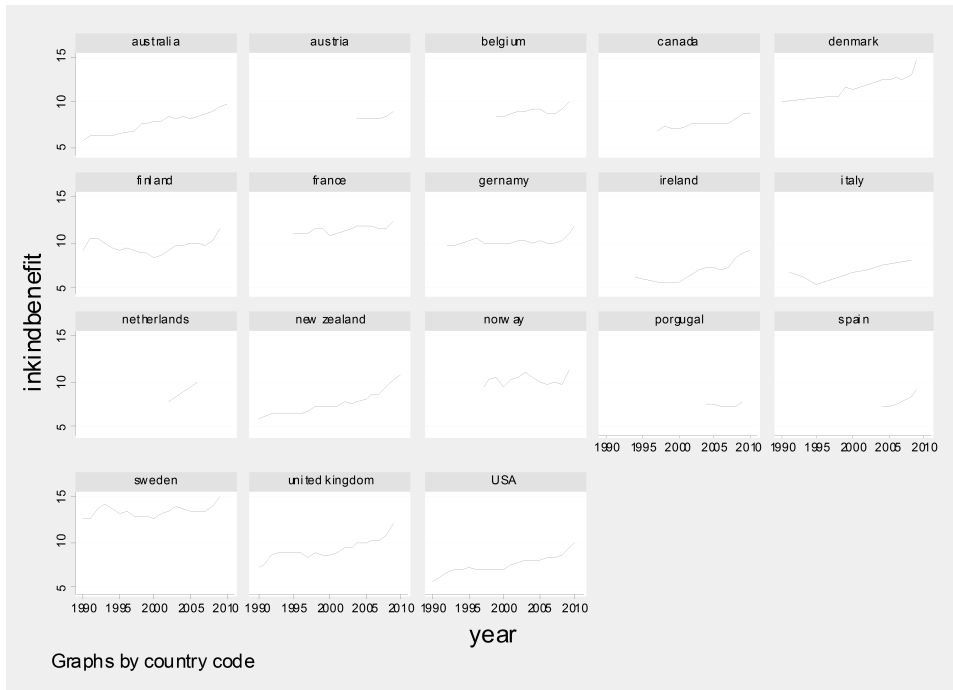 australia austria belgium canada denmark
15
10
5
finland france gernamy ireland italy
15
10
5
inkindbenefit
netherlands new zealand norway porgugal spain
15
10
5
1990 1995 2000 2005 2010 1990 1995 2000 2005 2010
sweden united kingdom USA
15
10
5
1990 1995 2000 2005 2010 1990 1995 2000 2005 2010 1990 1995 2000 2005 2010
year
Graphs by country code